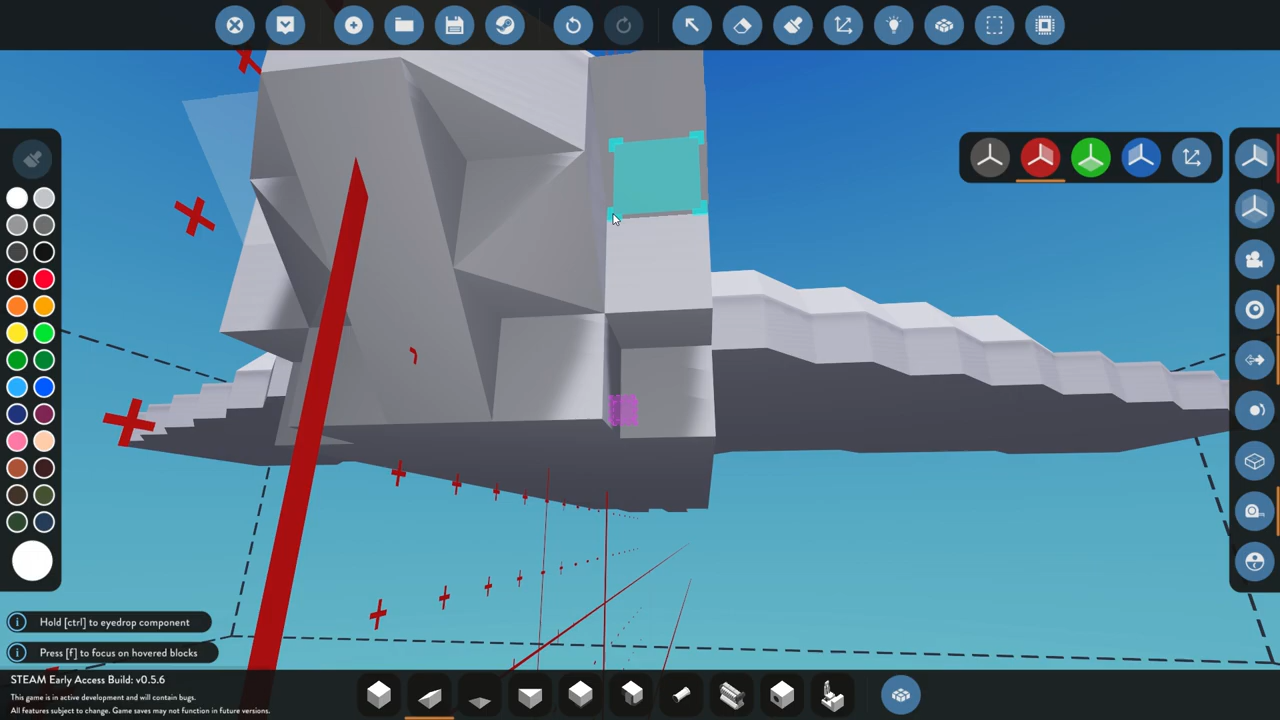 Hold [ctrl] to eyedrop component
Press [f] to focus on hovered blocks
STEAM Early Access Build: v0.5.6
This game is in active development and will contain bugs.
All features subject to change. Game saves may not function in future versions.